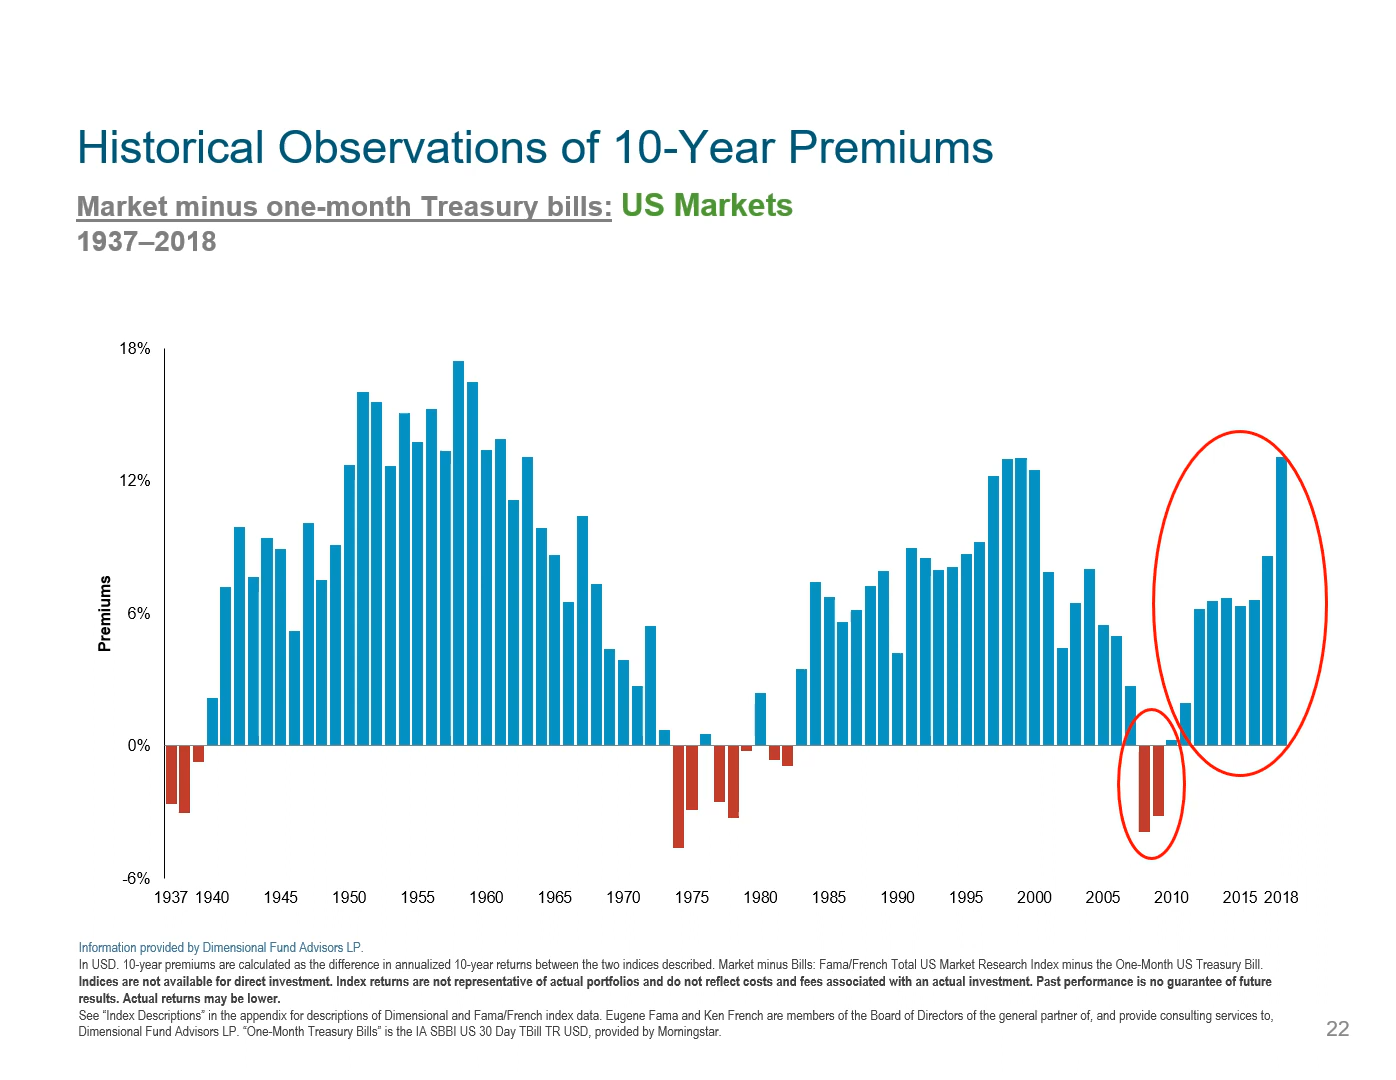 Historical Observations of 10-Year Premiums
Market minus one-month Treasury bills: US Markets
1937–2018
18%
12%
6%
0%
-6%
Premiums
1937 1940 1945 1950 1955 1960 1965 1970 1975 1980 1985 1990 1995 2000 2005 2010 2015 2018
Information provided by Dimensional Fund Advisors LP.
In USD. 10-year premiums are calculated as the difference in annualized 10-year returns between the two indices described. Market minus Bills: Fama/French Total US Market Research Index minus the One-Month US Treasury Bill.
Indices are not available for direct investment. Index returns are not representative of actual portfolios and do not reflect costs and fees associated with an actual investment. Past performance is no guarantee of future
results. Actual returns may be lower.
See “Index Descriptions” in the appendix for descriptions of Dimensional and Fama/French index data. Eugene Fama and Ken French are members of the Board of Directors of the general partner of, and provide consulting services to,
Dimensional Fund Advisors LP. “One-Month Treasury Bills” is the IA SBBI US 30 Day TBill TR USD, provided by Morningstar.
22